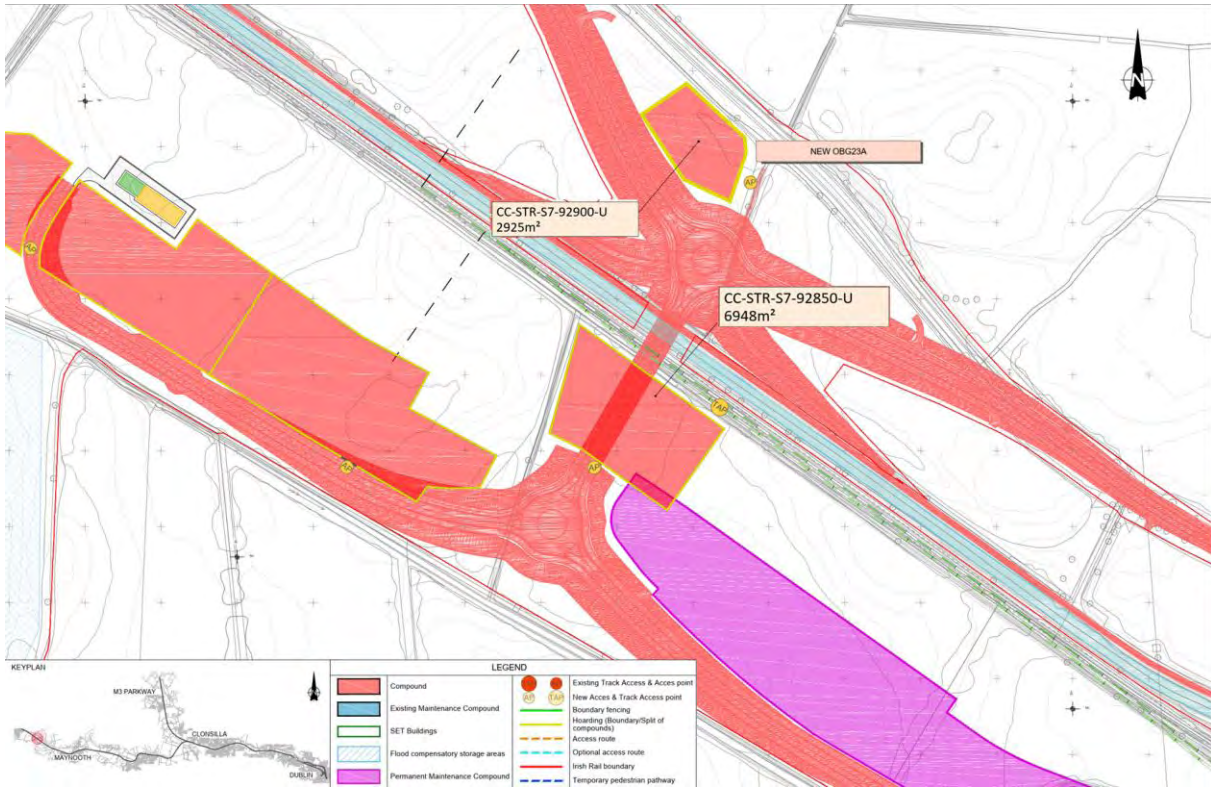 N
NEW OBG23A
AP
CC-STR-S7-92900-U
2925m²
AP
CC-STR-S7-92850-U
6948m²
TAP
AP
AP
KEYPLAN
M3 PARKWAY
CLONSILLA
MAYNOOTH
DUBLIN
LEGEND
Compound
Existing Maintenance Compound
SET Buildings
Flood compensatory storage areas
Permanent Maintenance Compound
Existing Track Access & Acces point
AP TAP New Acces & Track Access point
Boundary fencing
Hoarding (Boundary/Split of
compounds)
Access route
Optional access route
Irish Rail boundary
Temporary pedestrian pathway